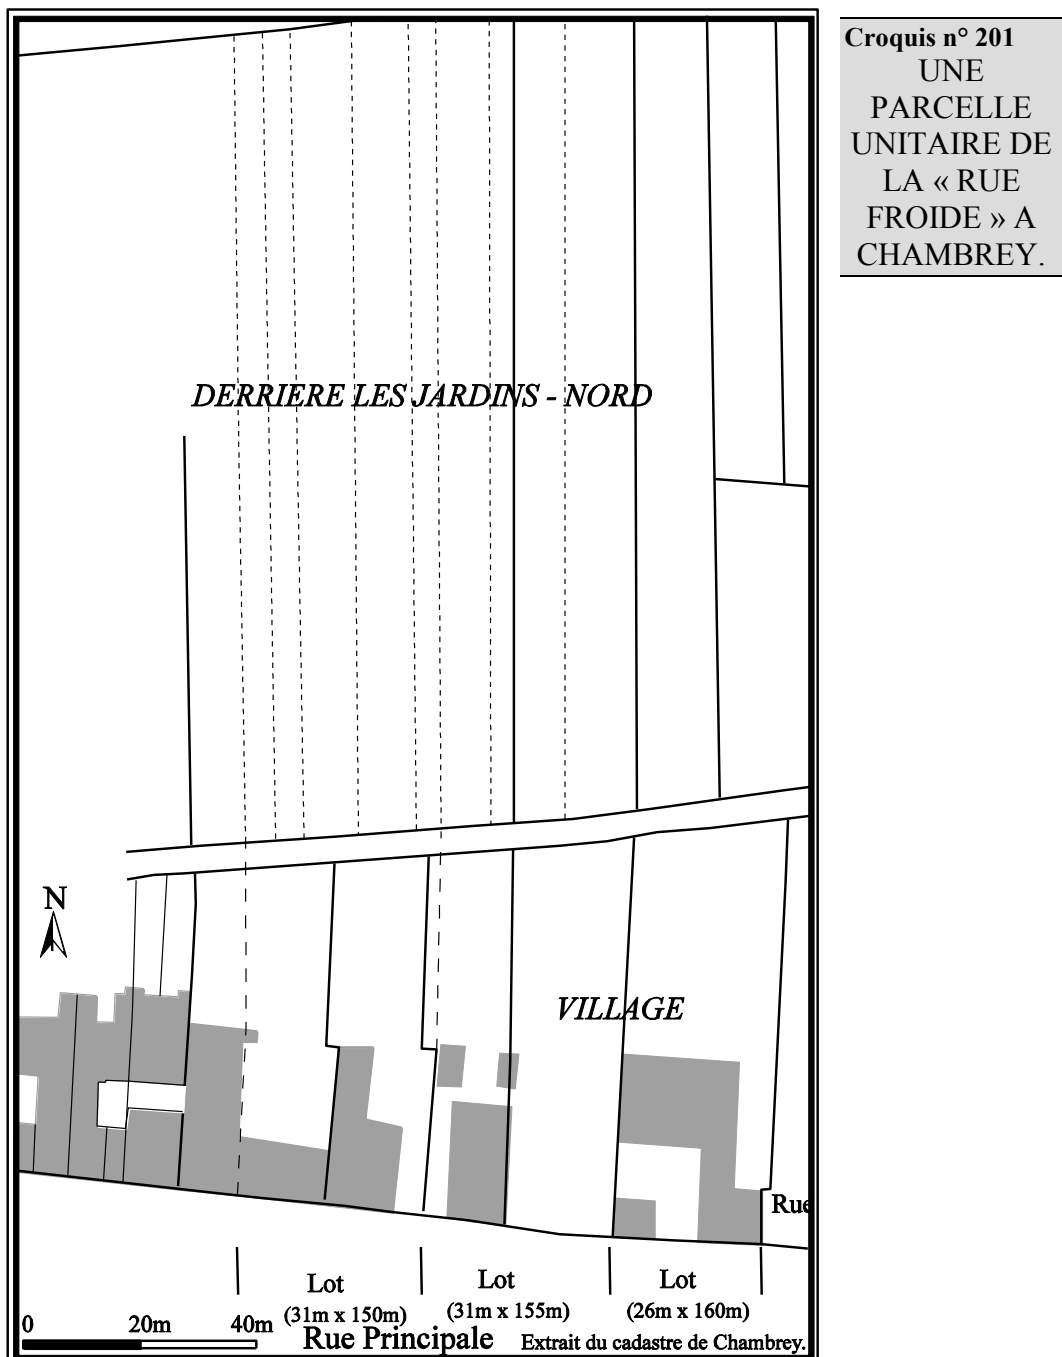 Croquis n° 201
UNE
PARCELLE
UNITAIRE DE
LA « RUE
FROIDE » A
CHAMBREY.
DERRIERE LES JARDINS - NORD
N
VILLAGE
Rue
Lot
(31m x 150m)
Lot
(31m x 155m)
Lot
(26m x 160m)
0 20m 40m
Rue Principale
Extrait du cadastre de Chambrey.